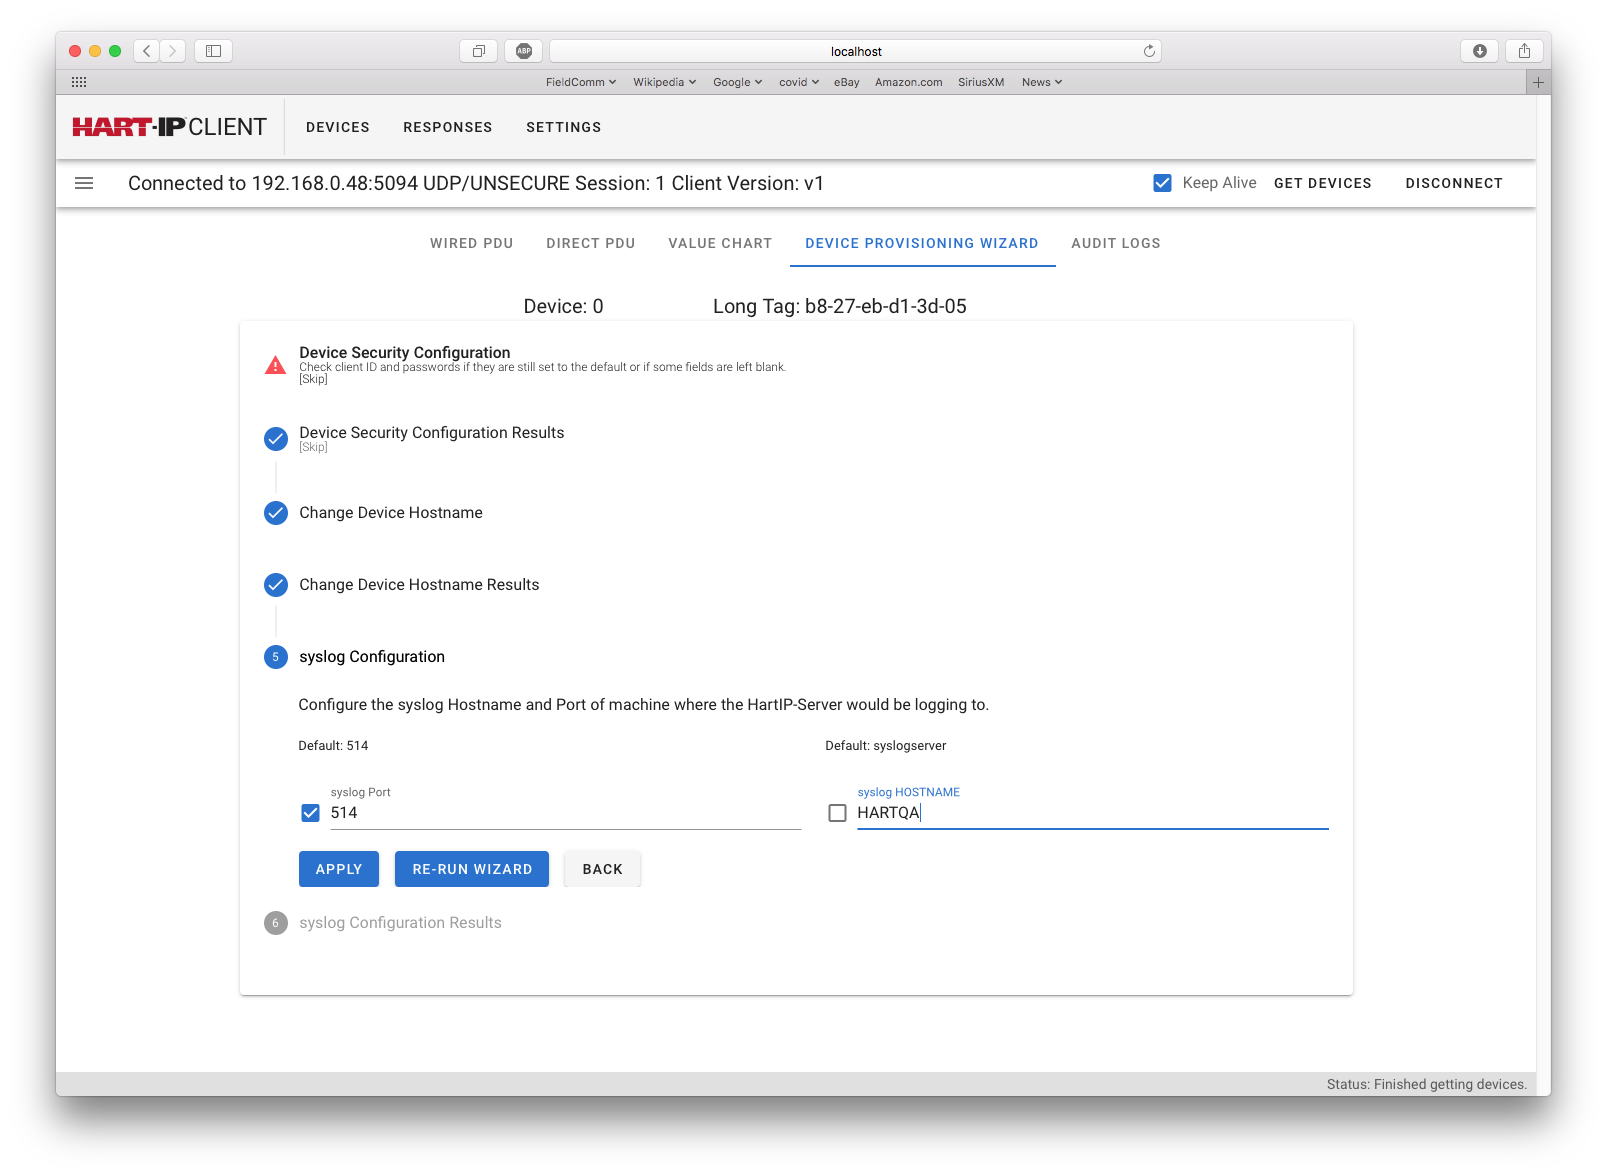 ABP
localhost
FieldComm Wikipedia Google covid eBay Amazon.com SiriusXM News
HART-IP CLIENT DEVICES RESPONSES SETTINGS
Connected to 192.168.0.48:5094 UDP/UNSECURE Session: 1 Client Version: v1 Keep Alive GET DEVICES DISCONNECT
WIRED PDU DIRECT PDU VALUE CHART DEVICE PROVISIONING WIZARD AUDIT LOGS
Device: 0 Long Tag: b8-27-eb-d1-3d-05
Device Security Configuration
Check client ID and passwords if they are still set to the default or if some fields are left blank.
[Skip]
Device Security Configuration Results
[Skip]
Change Device Hostname
Change Device Hostname Results
5 syslog Configuration
Configure the syslog Hostname and Port of machine where the HartIP-Server would be logging to.
Default: 514 Default: syslogserver
syslog Port syslog HOSTNAME
514 HARTQA
APPLY RE-RUN WIZARD BACK
6 syslog Configuration Results
Status: Finished getting devices.